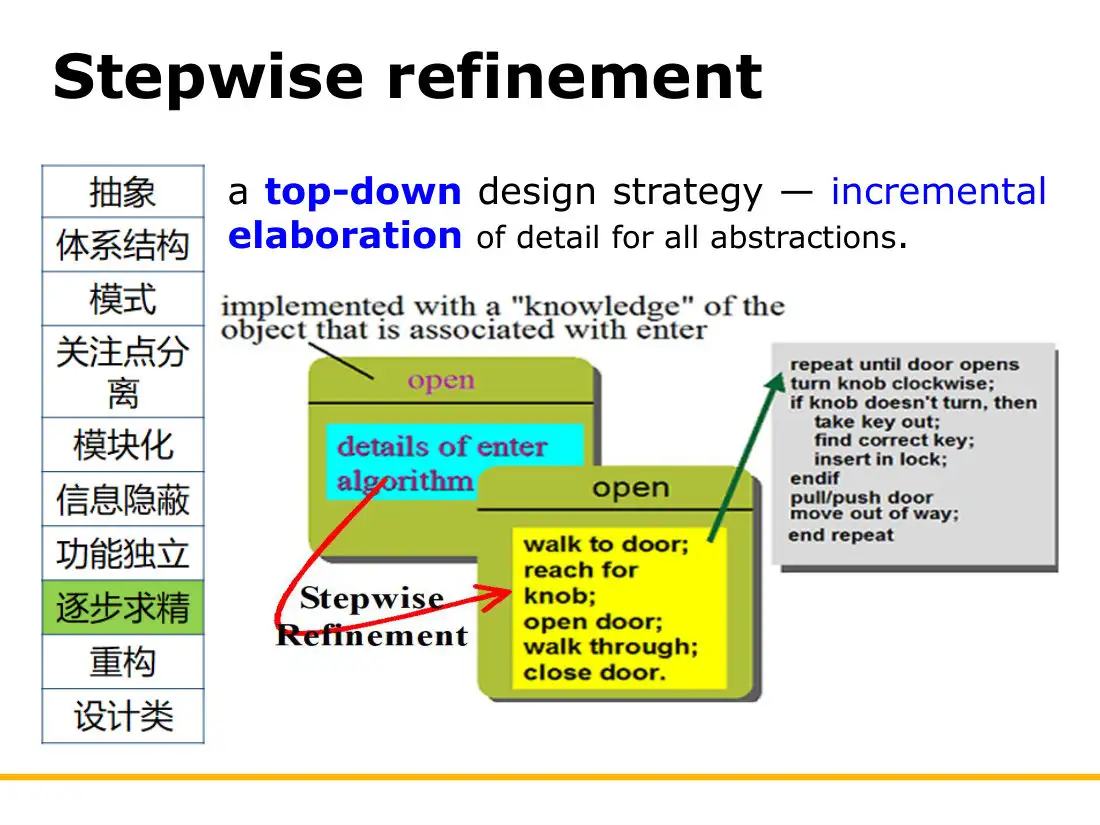 Stepwise refinement
抽象
体系结构
模式
关注点分
离
模块化
信息隐蔽
功能独立
逐步求精
重构
设计类
a top-down design strategy — incremental
elaboration of detail for all abstractions.
implemented with a "knowledge" of the
object that is associated with enter
open
details of enter
algorithm
Stepwise
Refinement
open
walk to door;
reach for
knob;
open door;
walk through;
close door.
repeat until door opens
turn knob clockwise;
if knob doesn't turn, then
take key out;
find correct key;
insert in lock;
endif
pull/push door
move out of way;
end repeat